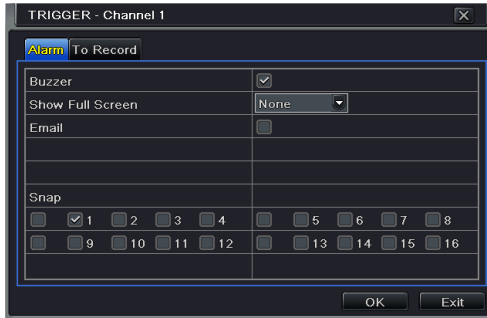 TRIGGER - Channel 1
Alarm To Record
Buzzer
Show Full Screen None
Email
Snap
1 2 3 4 5 6 7 8
9 10 11 12 13 14 15 16
OK Exit